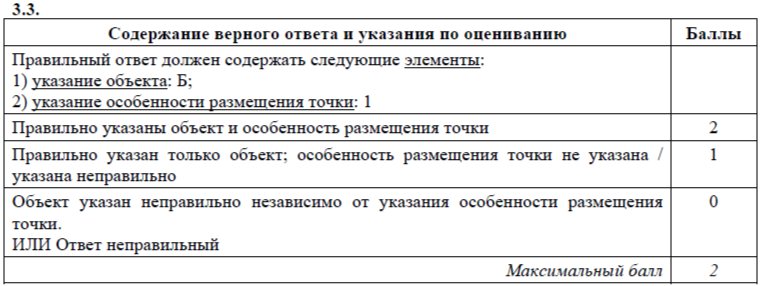 3.3.
Содержание верного ответа и указания по оцениванию Баллы
Правильный ответ должен содержать следующие элементы:
1) указание объекта: Б;
2) указание особенности размещения точки: 1
Правильно указаны объект и особенность размещения точки 2
Правильно указан только объект; особенность размещения точки не указана / 1
указана неправильно
Объект указан неправильно независимо от указания особенности размещения 0
точки.
ИЛИ Ответ неправильный
Максимальный балл 2